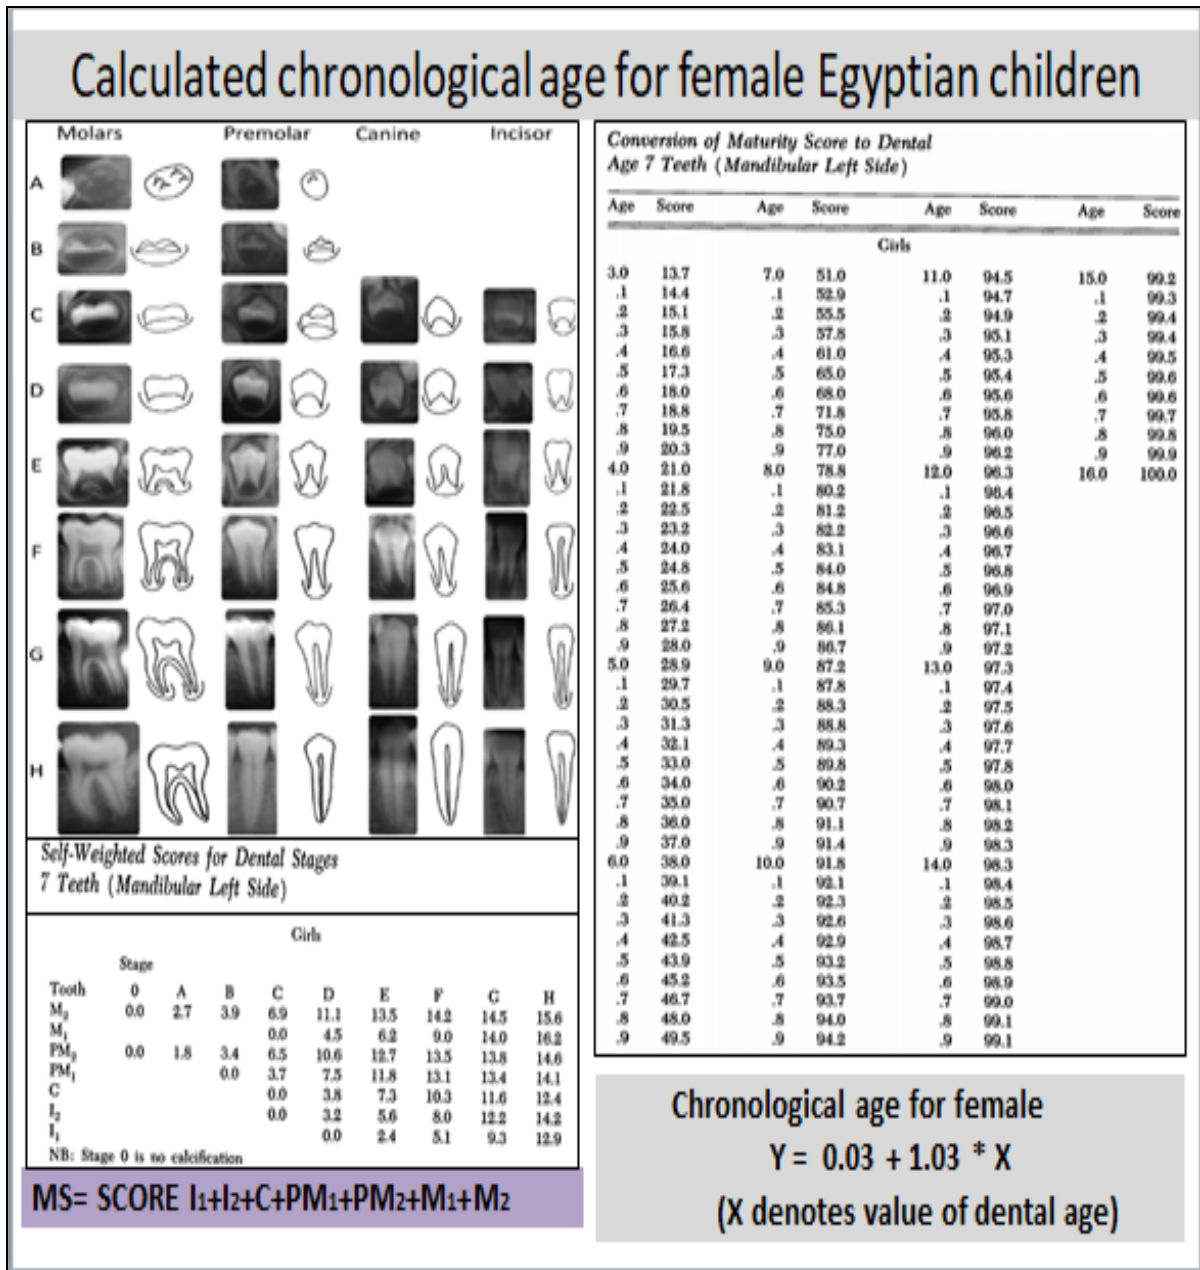 Calculated chronological age for female Egyptian children
Molars Premolar Canine Incisor
A
B
C
D
E
F
G
H
Self-Weighted Scores for Dental Stages
7 Teeth (Mandibular Left Side)
Girls
Stage
Tooth 0 A B C D E F G H
M₂ 0.0 2.7 3.9 6.9 11.1 13.5 14.2 14.5 15.6
M₁ 0.0 4.5 6.2 9.0 14.0 16.2
PM₂ 0.0 1.8 3.4 6.5 10.6 12.7 13.5 13.8 14.6
PM₁ 0.0 3.7 7.5 11.8 13.1 13.4 14.1
C 0.0 3.8 7.3 10.3 11.6 12.4
I₂ 0.0 3.2 5.6 8.0 12.2 14.2
I₁ 0.0 2.4 5.1 9.3 12.9
NB: Stage 0 is no calcification
MS= SCORE I₁+I₂+C+PM₁+PM₂+M₁+M₂
Conversion of Maturity Score to Dental
Age 7 Teeth (Mandibular Left Side)
Age Score Age Score Age Score Age Score
Girls
3.0 13.7 7.0 51.0 11.0 94.5 15.0 99.2
.1 14.4 .1 52.9 .1 94.7 .1 99.3
.2 15.1 .2 55.5 .2 94.9 .2 99.4
.3 15.8 .3 57.8 .3 95.1 .3 99.4
.4 16.6 .4 61.0 .4 95.3 .4 99.5
.5 17.3 .5 65.0 .5 95.4 .5 99.6
.6 18.0 .6 68.0 .6 95.6 .6 99.6
.7 18.8 .7 71.8 .7 95.8 .7 99.7
.8 19.5 .8 75.0 .8 96.0 .8 99.8
.9 20.3 .9 77.0 .9 96.2 .9 99.9
4.0 21.0 8.0 78.8 12.0 96.3 16.0 100.0
.1 21.8 .1 80.2 .1 96.4
.2 22.5 .2 81.2 .2 96.5
.3 23.2 .3 82.2 .3 96.6
.4 24.0 .4 83.1 .4 96.7
.5 24.8 .5 84.0 .5 96.8
.6 25.6 .6 84.8 .6 96.9
.7 26.4 .7 85.3 .7 97.0
.8 27.2 .8 86.1 .8 97.1
.9 28.0 .9 86.7 .9 97.2
5.0 28.9 9.0 87.2 13.0 97.3
.1 29.7 .1 87.8 .1 97.4
.2 30.5 .2 88.3 .2 97.5
.3 31.3 .3 88.8 .3 97.6
.4 32.1 .4 89.3 .4 97.7
.5 33.0 .5 89.8 .5 97.8
.6 34.0 .6 90.2 .6 98.0
.7 35.0 .7 90.7 .7 98.1
.8 36.0 .8 91.1 .8 98.2
.9 37.0 .9 91.4 .9 98.3
6.0 38.0 10.0 91.8 14.0 98.3
.1 39.1 .1 92.1 .1 98.4
.2 40.2 .2 92.3 .2 98.5
.3 41.3 .3 92.6 .3 98.6
.4 42.5 .4 92.9 .4 98.7
.5 43.9 .5 93.2 .5 98.8
.6 45.2 .6 93.5 .6 98.9
.7 46.7 .7 93.7 .7 99.0
.8 48.0 .8 94.0 .8 99.1
.9 49.5 .9 94.2 .9 99.1
Chronological age for female
Y = 0.03 + 1.03 * X
(X denotes value of dental age)